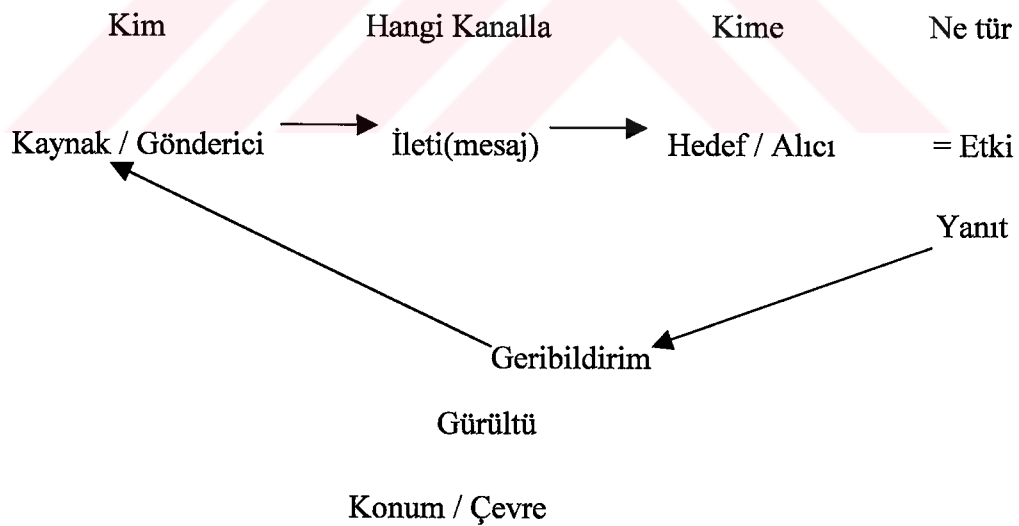 Kim Hangi Kanalla Kime Ne tür
Kaynak / Gönderici İleti(mesaj) Hedef / Alıcı = Etki
Yanıt
Geribildirim
Gürültü
Konum / Çevre